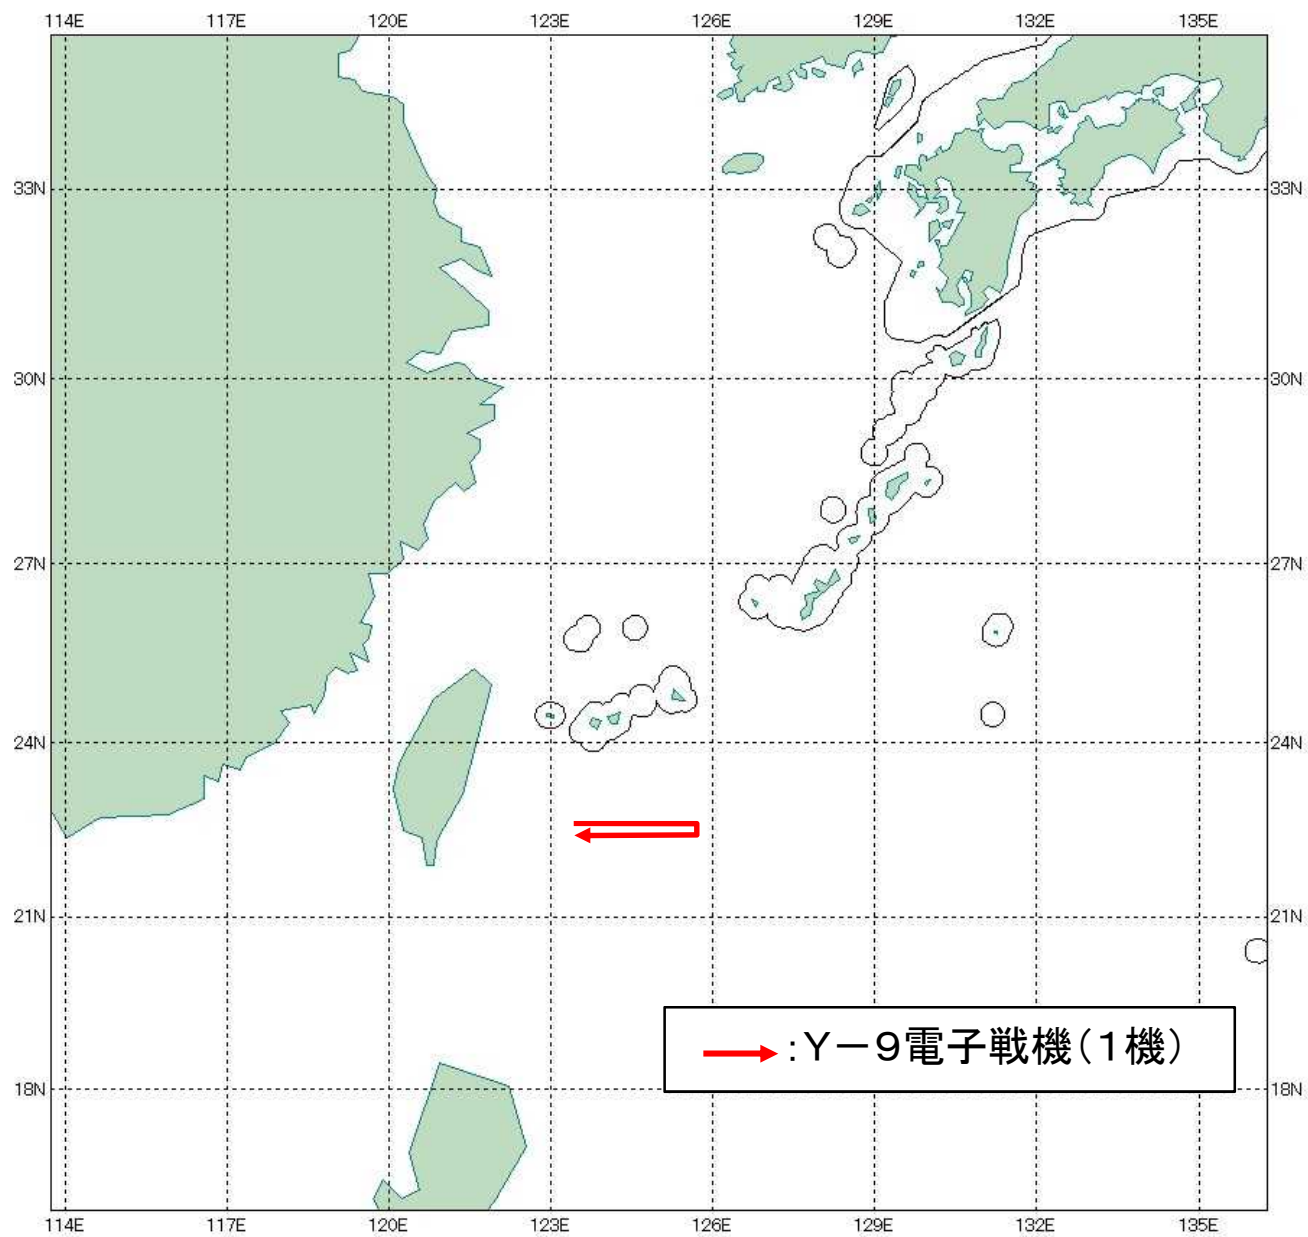 114E 117E 120E 123E 126E 129E 132E 135E
33N 33N
30N 30N
27N 27N
24N 24N
21N 21N
:Y－9電子戦機（1機）
18N 18N
114E 117E 120E 123E 126E 129E 132E 135E